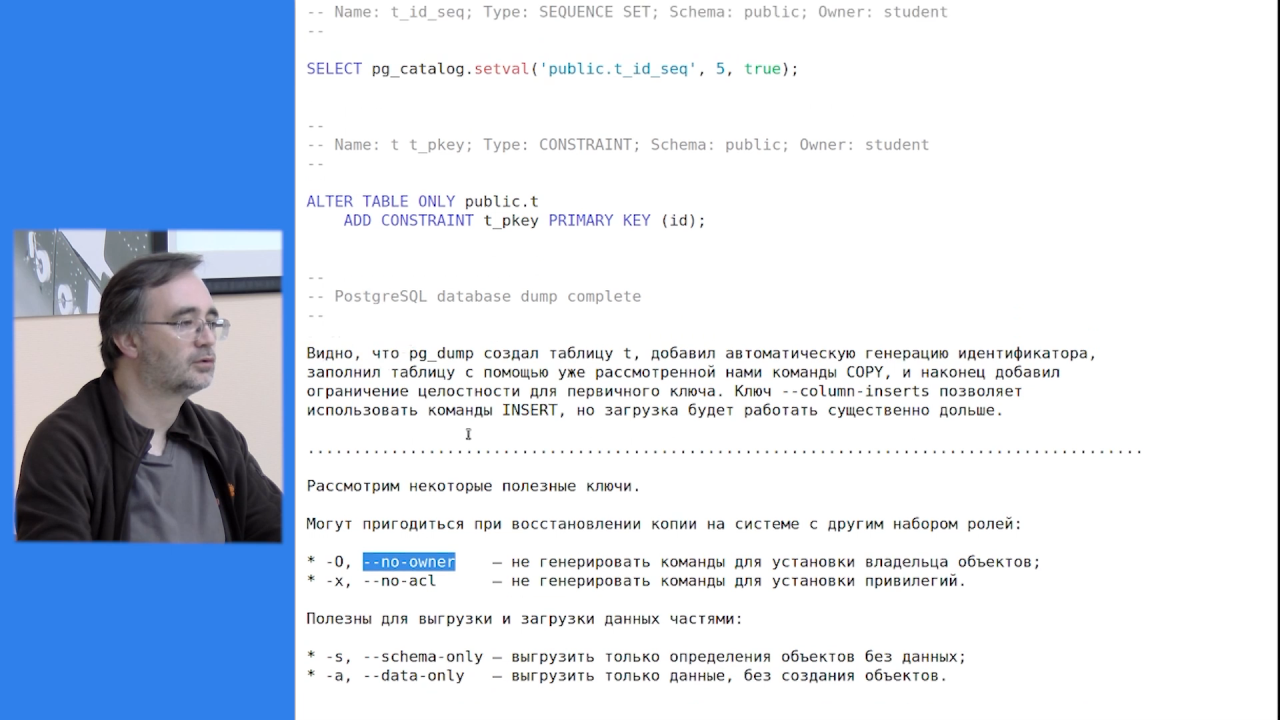 -- Name: t_id_seq; Type: SEQUENCE SET; Schema: public; Owner: student
--
SELECT pg_catalog.setval('public.t_id_seq', 5, true);
--
-- Name: t t_pkey; Type: CONSTRAINT; Schema: public; Owner: student
--
ALTER TABLE ONLY public.t
    ADD CONSTRAINT t_pkey PRIMARY KEY (id);
--
-- PostgreSQL database dump complete
--
Видно, что pg_dump создал таблицу t, добавил автоматическую генерацию идентификатора,
заполнил таблицу с помощью уже рассмотренной нами команды COPY, и наконец добавил
ограничение целостности для первичного ключа. Ключ --column-inserts позволяет
использовать команды INSERT, но загрузка будет работать существенно дольше.
..........................................................................................
Рассмотрим некоторые полезные ключи.
Могут пригодиться при восстановлении копии на системе с другим набором ролей:
* -O, --no-owner    — не генерировать команды для установки владельца объектов;
* -x, --no-acl      — не генерировать команды для установки привилегий.
Полезны для выгрузки и загрузки данных частями:
* -s, --schema-only — выгрузить только определения объектов без данных;
* -a, --data-only   — выгрузить только данные, без создания объектов.